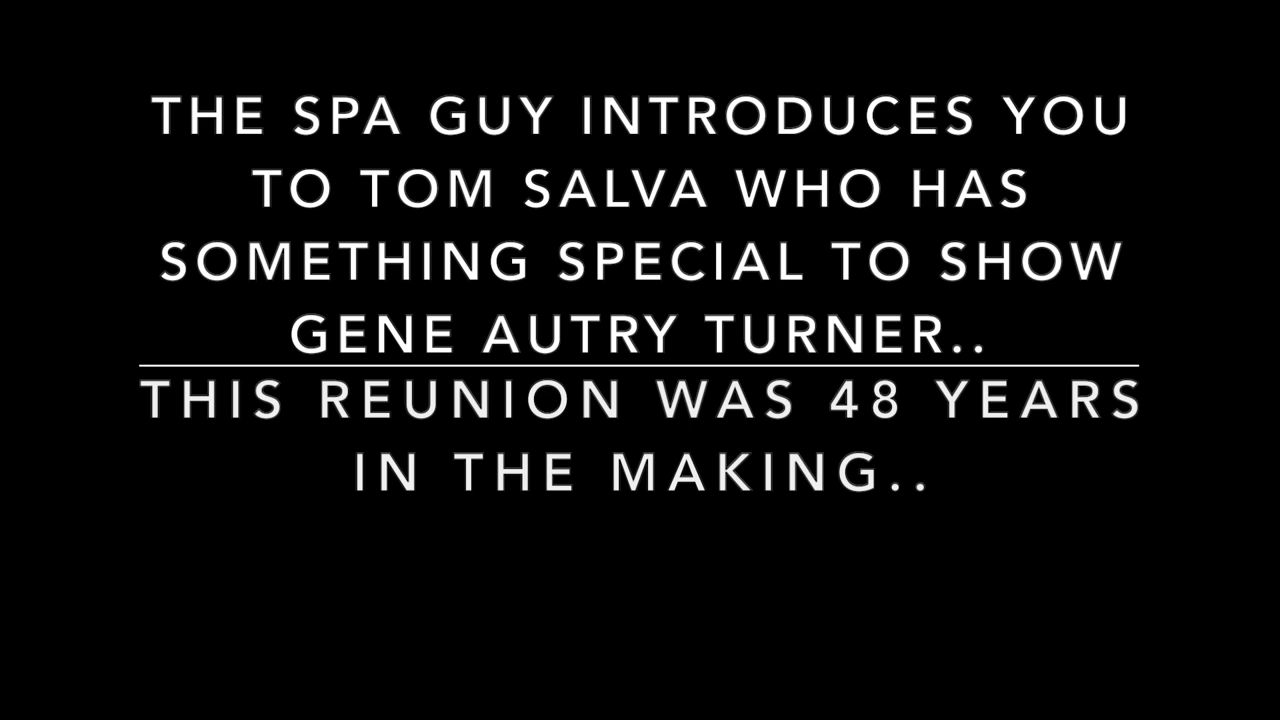 THE SPA GUY INTRODUCES YOU
TO TOM SALVA WHO HAS
SOMETHING SPECIAL TO SHOW
GENE AUTRY TURNER..
THIS REUNION WAS 48 YEARS
IN THE MAKING..